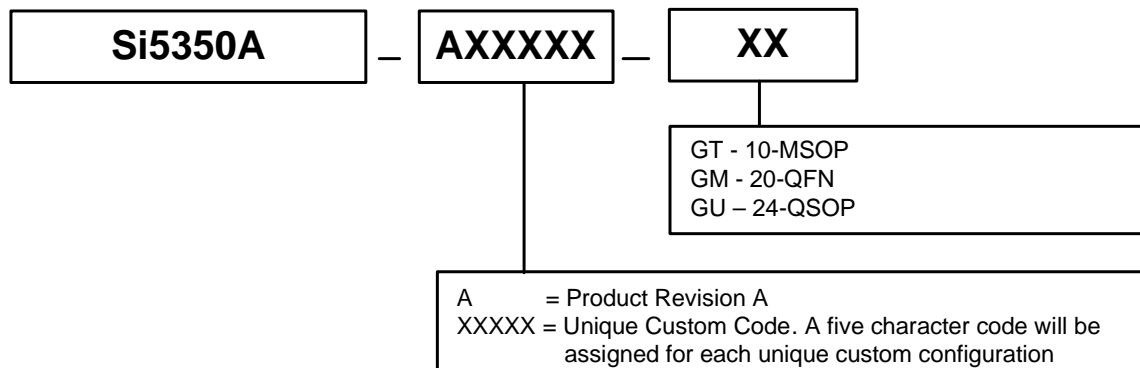 Si5350A – AXXXXX – XX
GT - 10-MSOP
GM - 20-QFN
GU – 24-QSOP
A = Product Revision A
XXXXX = Unique Custom Code. A five character code will be
assigned for each unique custom configuration